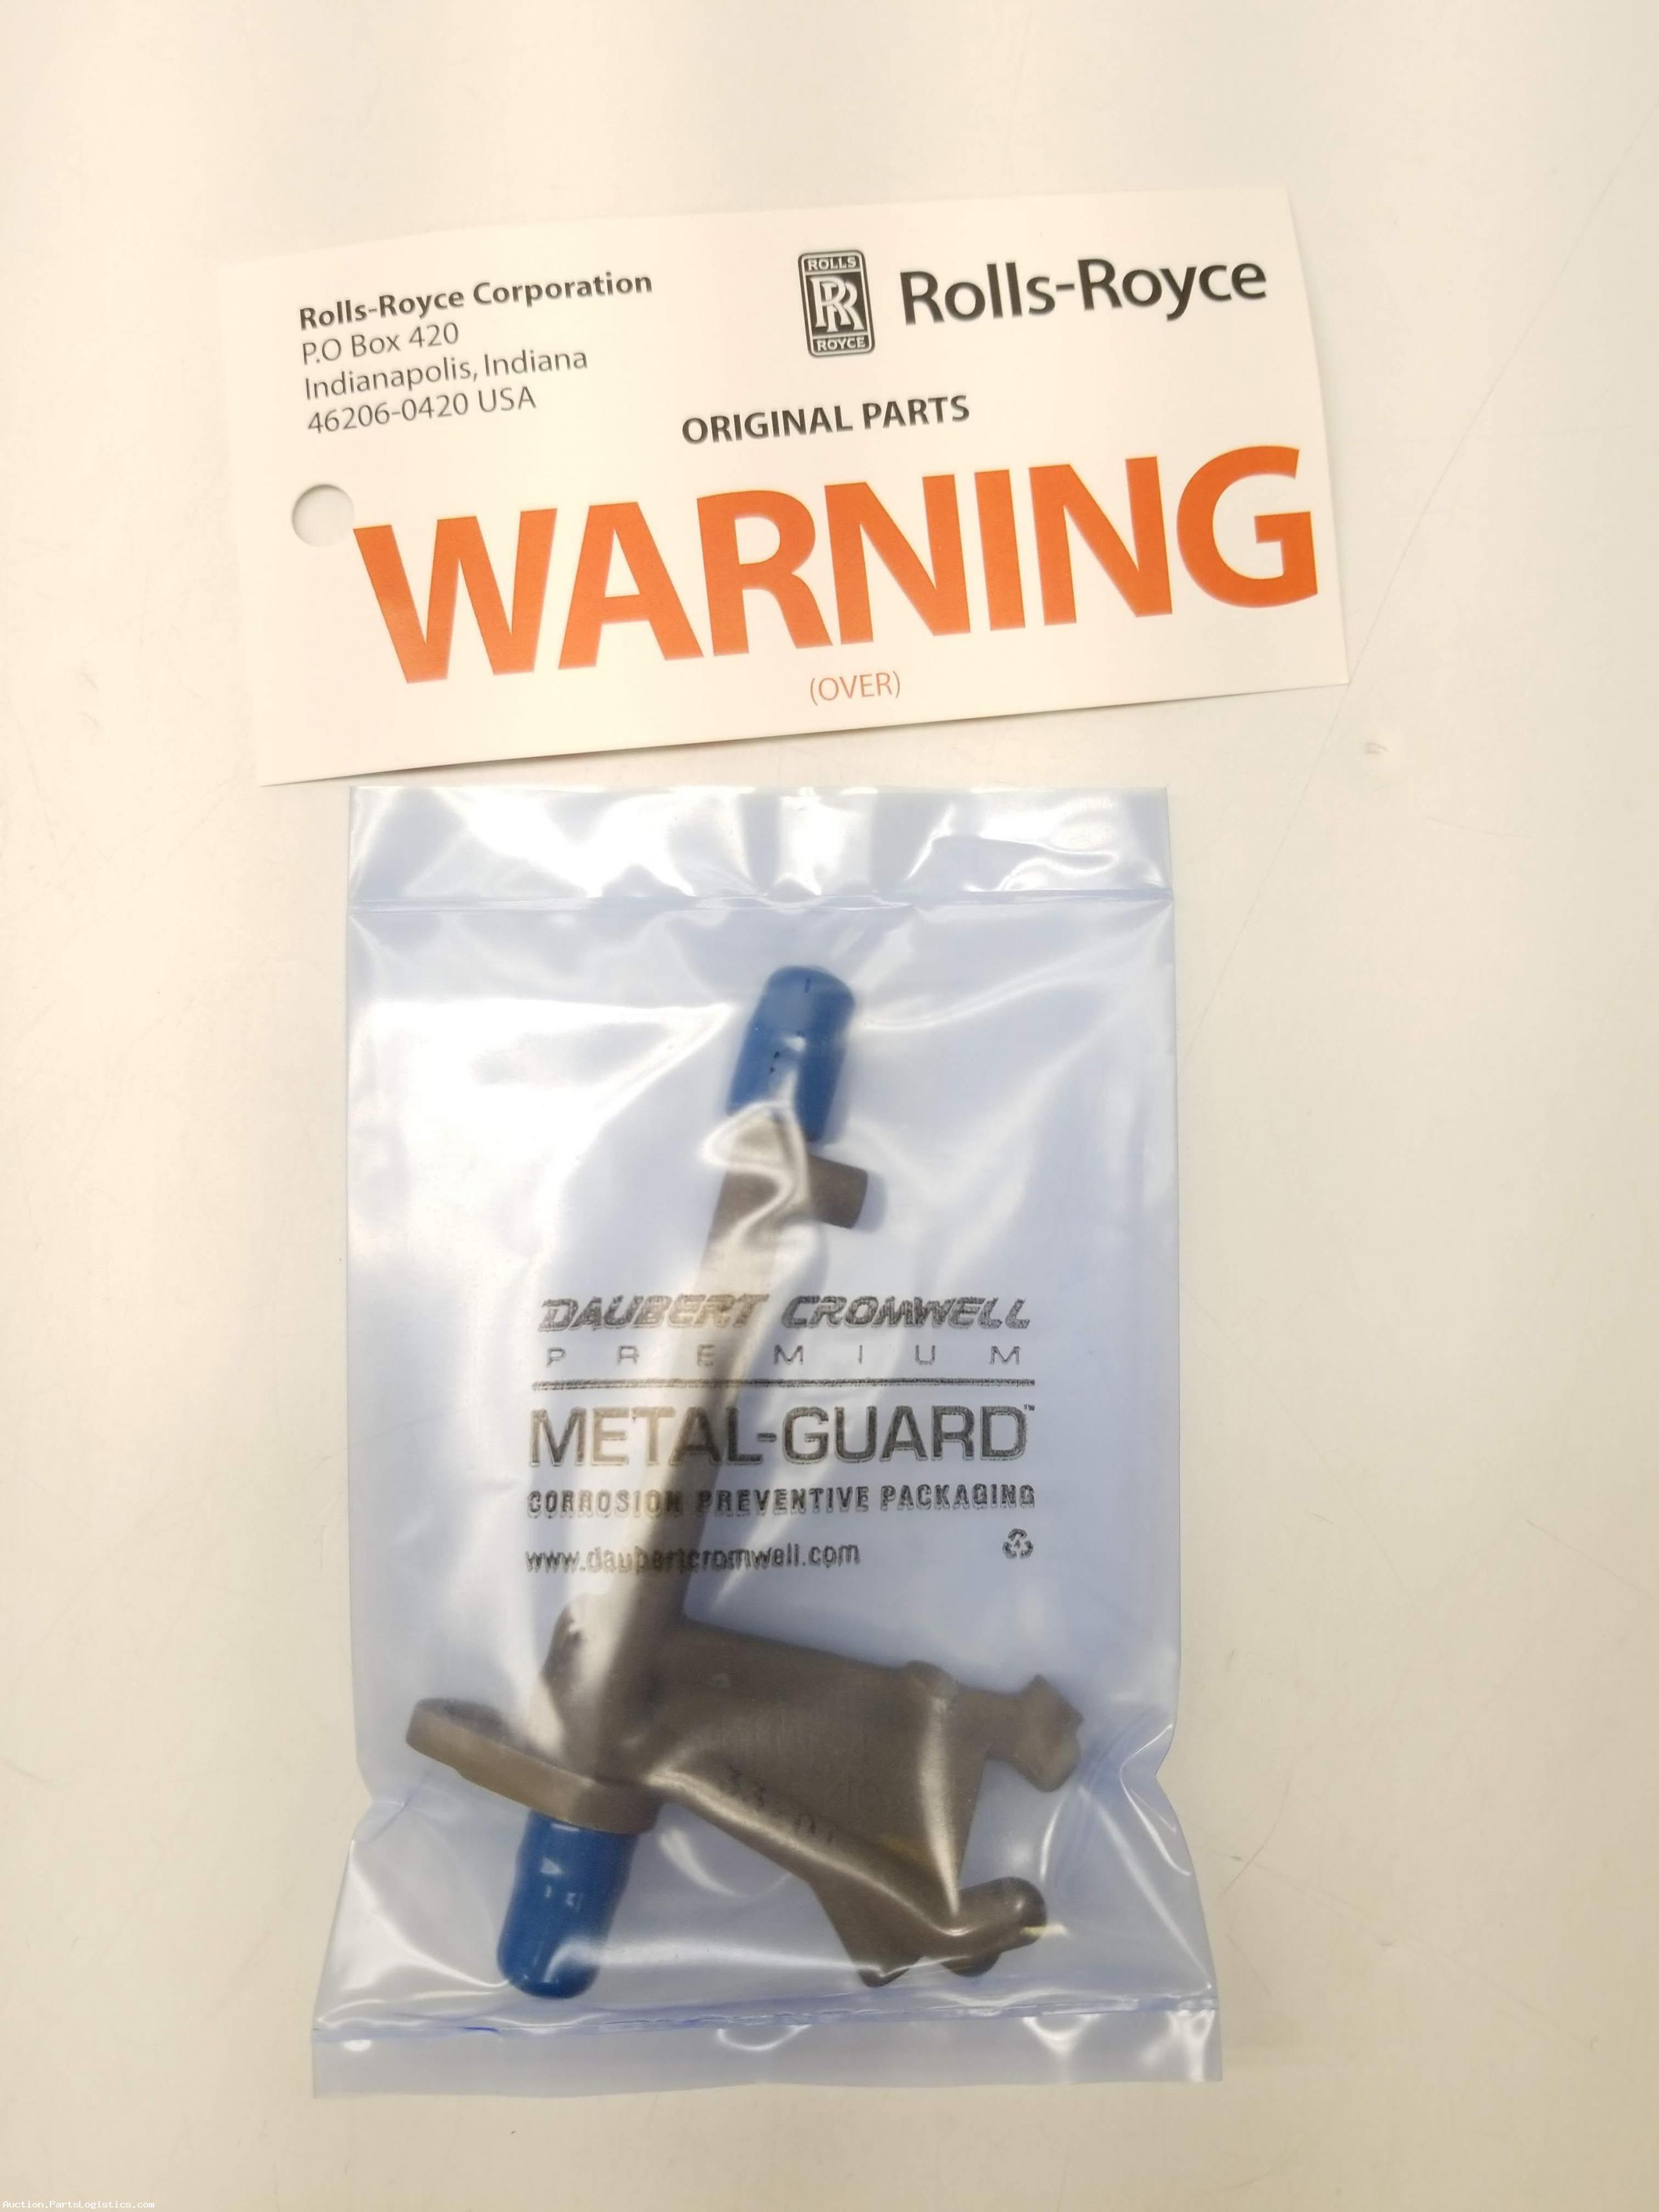 Rolls-Royce Corporation
P.O Box 420
Indianapolis, Indiana
46206-0420 USA
ROLLS
RR
ROYCE
Rolls-Royce
ORIGINAL PARTS
WARNING
(OVER)
DAUBERT CROMWELL
PREMIUM
METAL-GUARD™
CORROSION PREVENTIVE PACKAGING
www.daubertcromwell.com
4
Auction.PartsLogistics.com